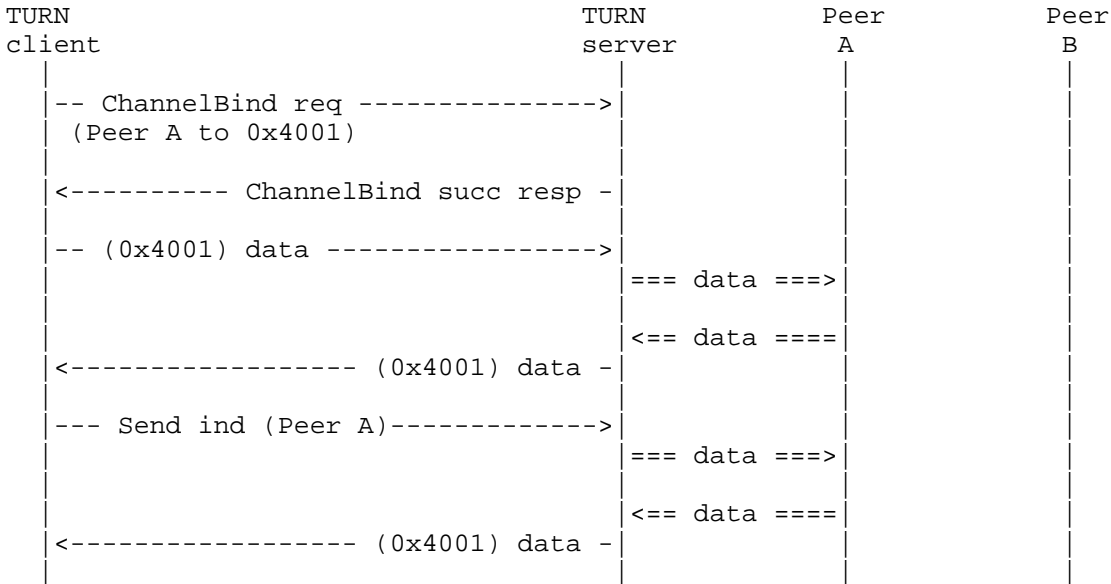 TURN TURN Peer Peer
client server A B
|-- ChannelBind req --------------->|
| (Peer A to 0x4001)
|<---------- ChannelBind succ resp -|
|-- (0x4001) data ----------------->|
|=== data ===>|
|<== data ====|
|<------------------ (0x4001) data -|
|--- Send ind (Peer A)------------->|
|=== data ===>|
|<== data ====|
|<------------------ (0x4001) data -|